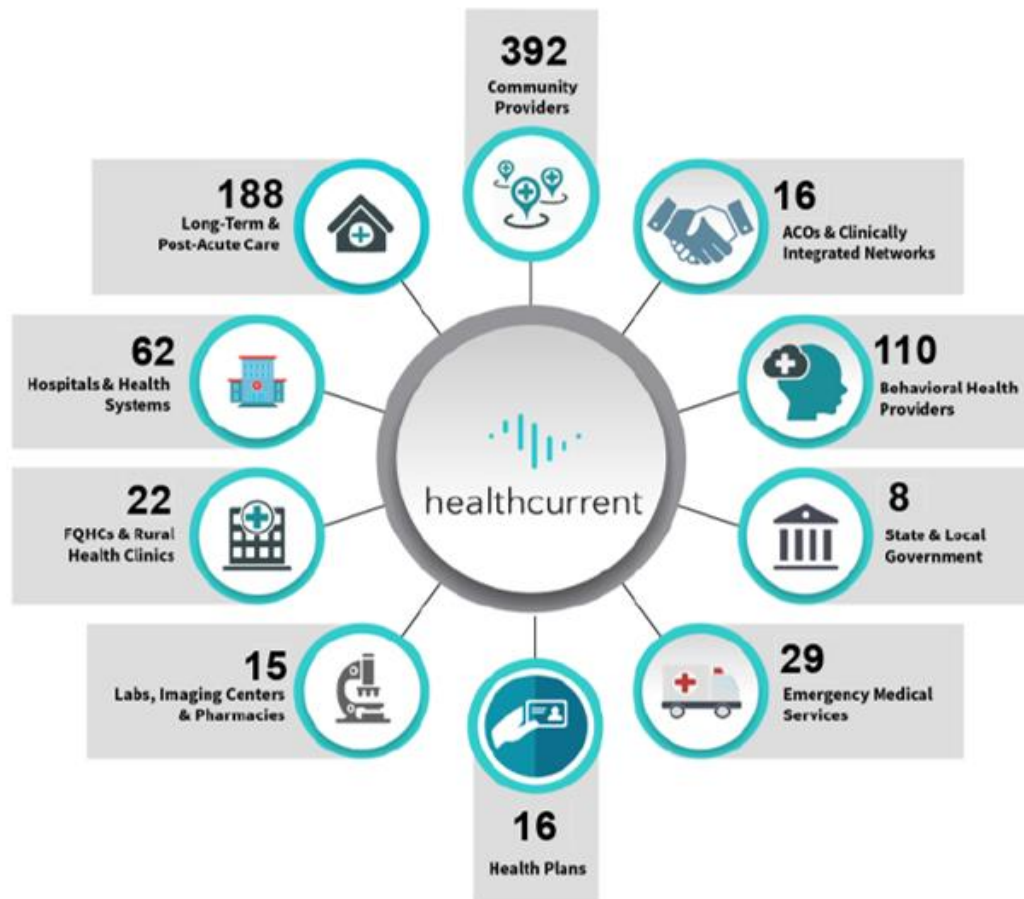 392
Community
Providers
16
ACOs & Clinically
Integrated Networks
110
Behavioral Health
Providers
8
State & Local
Government
29
Emergency Medical
Services
16
Health Plans
15
Labs, Imaging Centers
& Pharmacies
22
FQHCs & Rural
Health Clinics
62
Hospitals & Health
Systems
188
Long-Term &
Post-Acute Care
healthcurrent